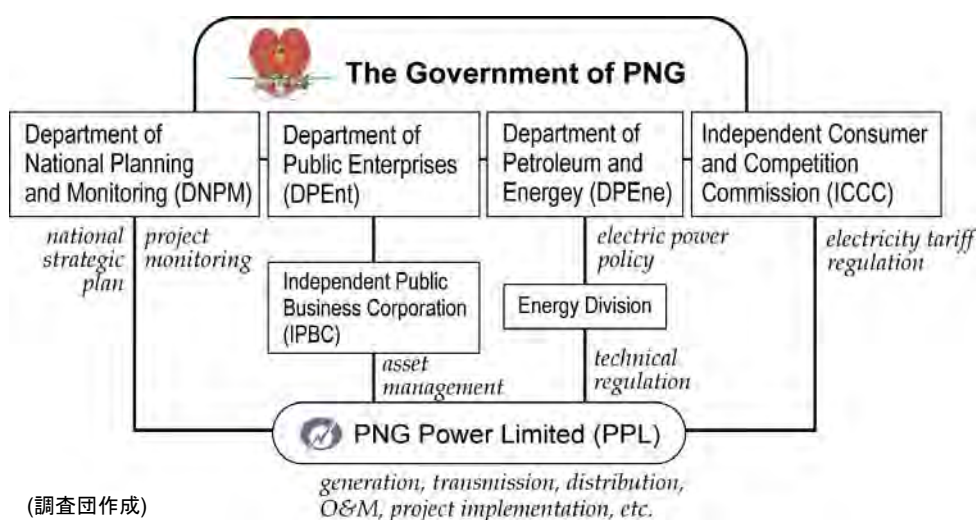 The Government of PNG
Department of
National Planning
and Monitoring (DNPM)
Department of
Public Enterprises
(DPEnt)
Department of
Petroleum and
Energey (DPEne)
Independent Consumer
and Competition
Commission (ICCC)
national
strategic
plan
project
monitoring
electric power
policy
electricity tariff
regulation
Independent Public
Business Corporation
(IPBC)
Energy Division
asset
management
technical
regulation
PNG Power Limited (PPL)
generation, transmission, distribution,
O&M, project implementation, etc.
(調査団作成)